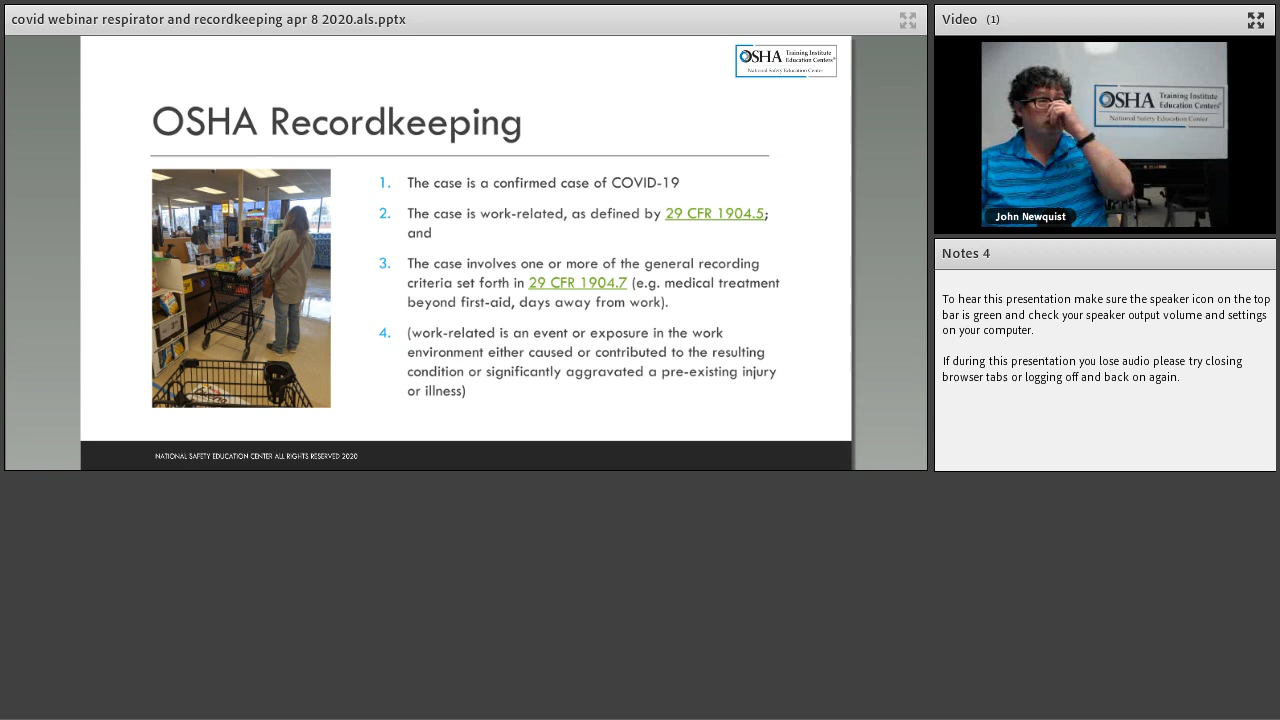 covid webinar respirator and recordkeeping apr 8 2020.als.pptx
OSHA Training Institute
Education Centers®
National Safety Education Center
OSHA Recordkeeping
1. The case is a confirmed case of COVID-19
2. The case is work-related, as defined by 29 CFR 1904.5;
and
3. The case involves one or more of the general recording
criteria set forth in 29 CFR 1904.7 (e.g. medical treatment
beyond first-aid, days away from work).
4. (work-related is an event or exposure in the work
environment either caused or contributed to the resulting
condition or significantly aggravated a pre-existing injury
or illness)
NATIONAL SAFETY EDUCATION CENTER ALL RIGHTS RESERVED 2020
Video (1)
OSHA Training Institute
Education Centers®
National Safety Education Center
John Newquist
Notes 4
To hear this presentation make sure the speaker icon on the top
bar is green and check your speaker output volume and settings
on your computer.
If during this presentation you lose audio please try closing
browser tabs or logging off and back on again.